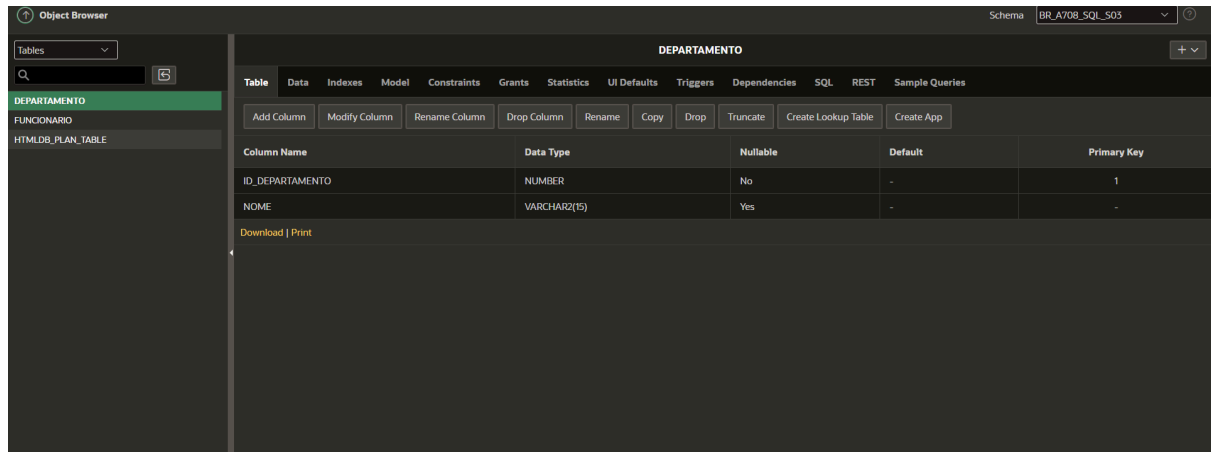 Object Browser Schema BR_A708_SQL_S03 ?
Tables
DEPARTAMENTO
FUNCIONARIO
HTMLDB_PLAN_TABLE
DEPARTAMENTO +
Table Data Indexes Model Constraints Grants Statistics UI Defaults Triggers Dependencies SQL REST Sample Queries
Add Column Modify Column Rename Column Drop Column Rename Copy Drop Truncate Create Lookup Table Create App
Column Name Data Type Nullable Default Primary Key
ID_DEPARTAMENTO NUMBER No - 1
NOME VARCHAR2(15) Yes - -
Download | Print